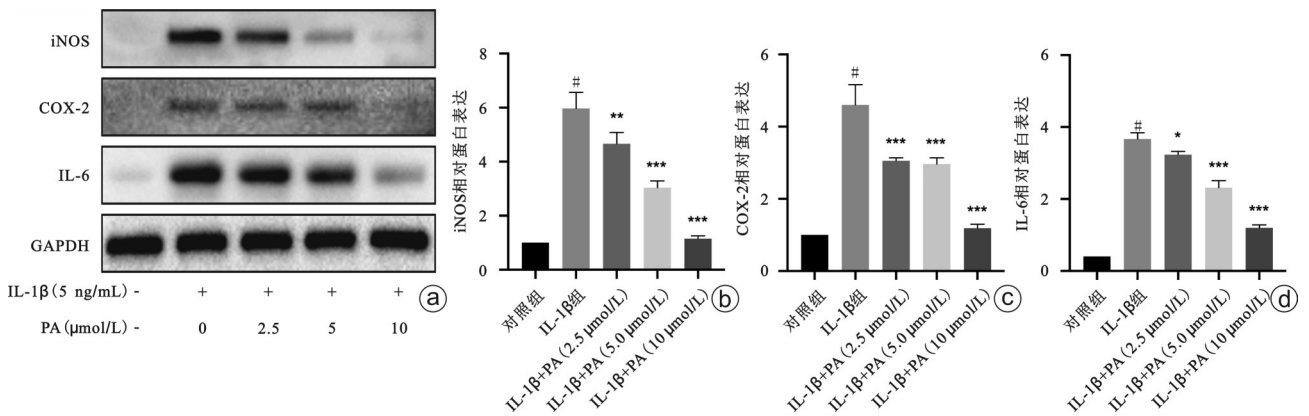 iNOS
COX-2
IL-6
GAPDH
IL-1β(5 ng/mL) - + + + +
PA(μmol/L) - 0 2.5 5 10
a
iNOS相对蛋白表达
8
6
4
2
0
#
**
***
***
对照组
IL-1β组
IL-1β+PA(2.5 μmol/L)
IL-1β+PA(5.0 μmol/L)
IL-1β+PA(10 μmol/L)
b
COX-2相对蛋白表达
6
4
2
0
#
***
***
***
对照组
IL-1β组
IL-1β+PA(2.5 μmol/L)
IL-1β+PA(5.0 μmol/L)
IL-1β+PA(10 μmol/L)
c
IL-6相对蛋白表达
6
4
2
0
#
*
***
***
对照组
IL-1β组
IL-1β+PA(2.5 μmol/L)
IL-1β+PA(5.0 μmol/L)
IL-1β+PA(10 μmol/L)
d